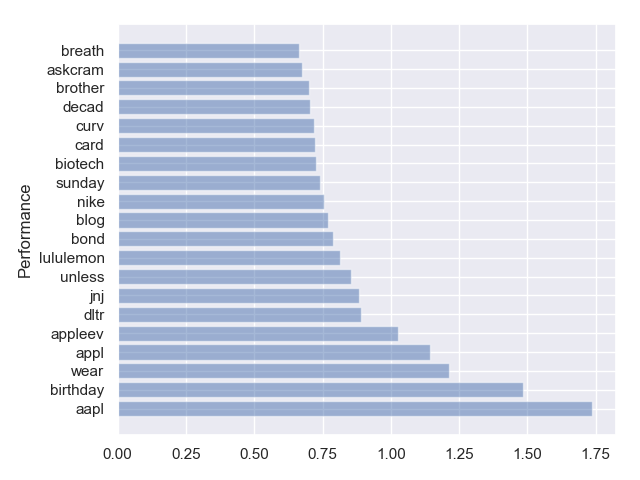 breath
askcram
brother
decad
curv
card
biotech
sunday
nike
blog
bond
lululemon
unless
jnj
dltr
appleev
appl
wear
birthday
aapl
Performance
0.00 0.25 0.50 0.75 1.00 1.25 1.50 1.75